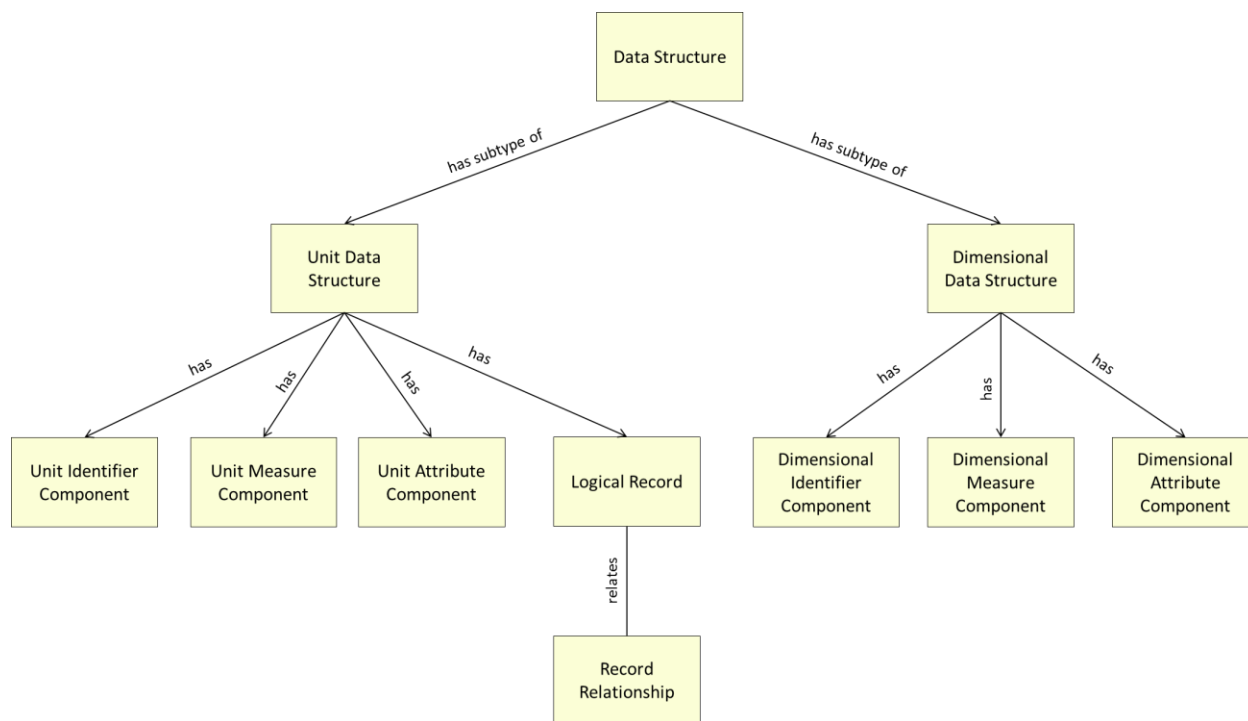 Data Structure
has subtype of
has subtype of
Unit Data
Structure
Dimensional
Data Structure
has
has
has
has
has
has
has
Unit Identifier
Component
Unit Measure
Component
Unit Attribute
Component
Logical Record
Dimensional
Identifier
Component
Dimensional
Measure
Component
Dimensional
Attribute
Component
relates
Record
Relationship